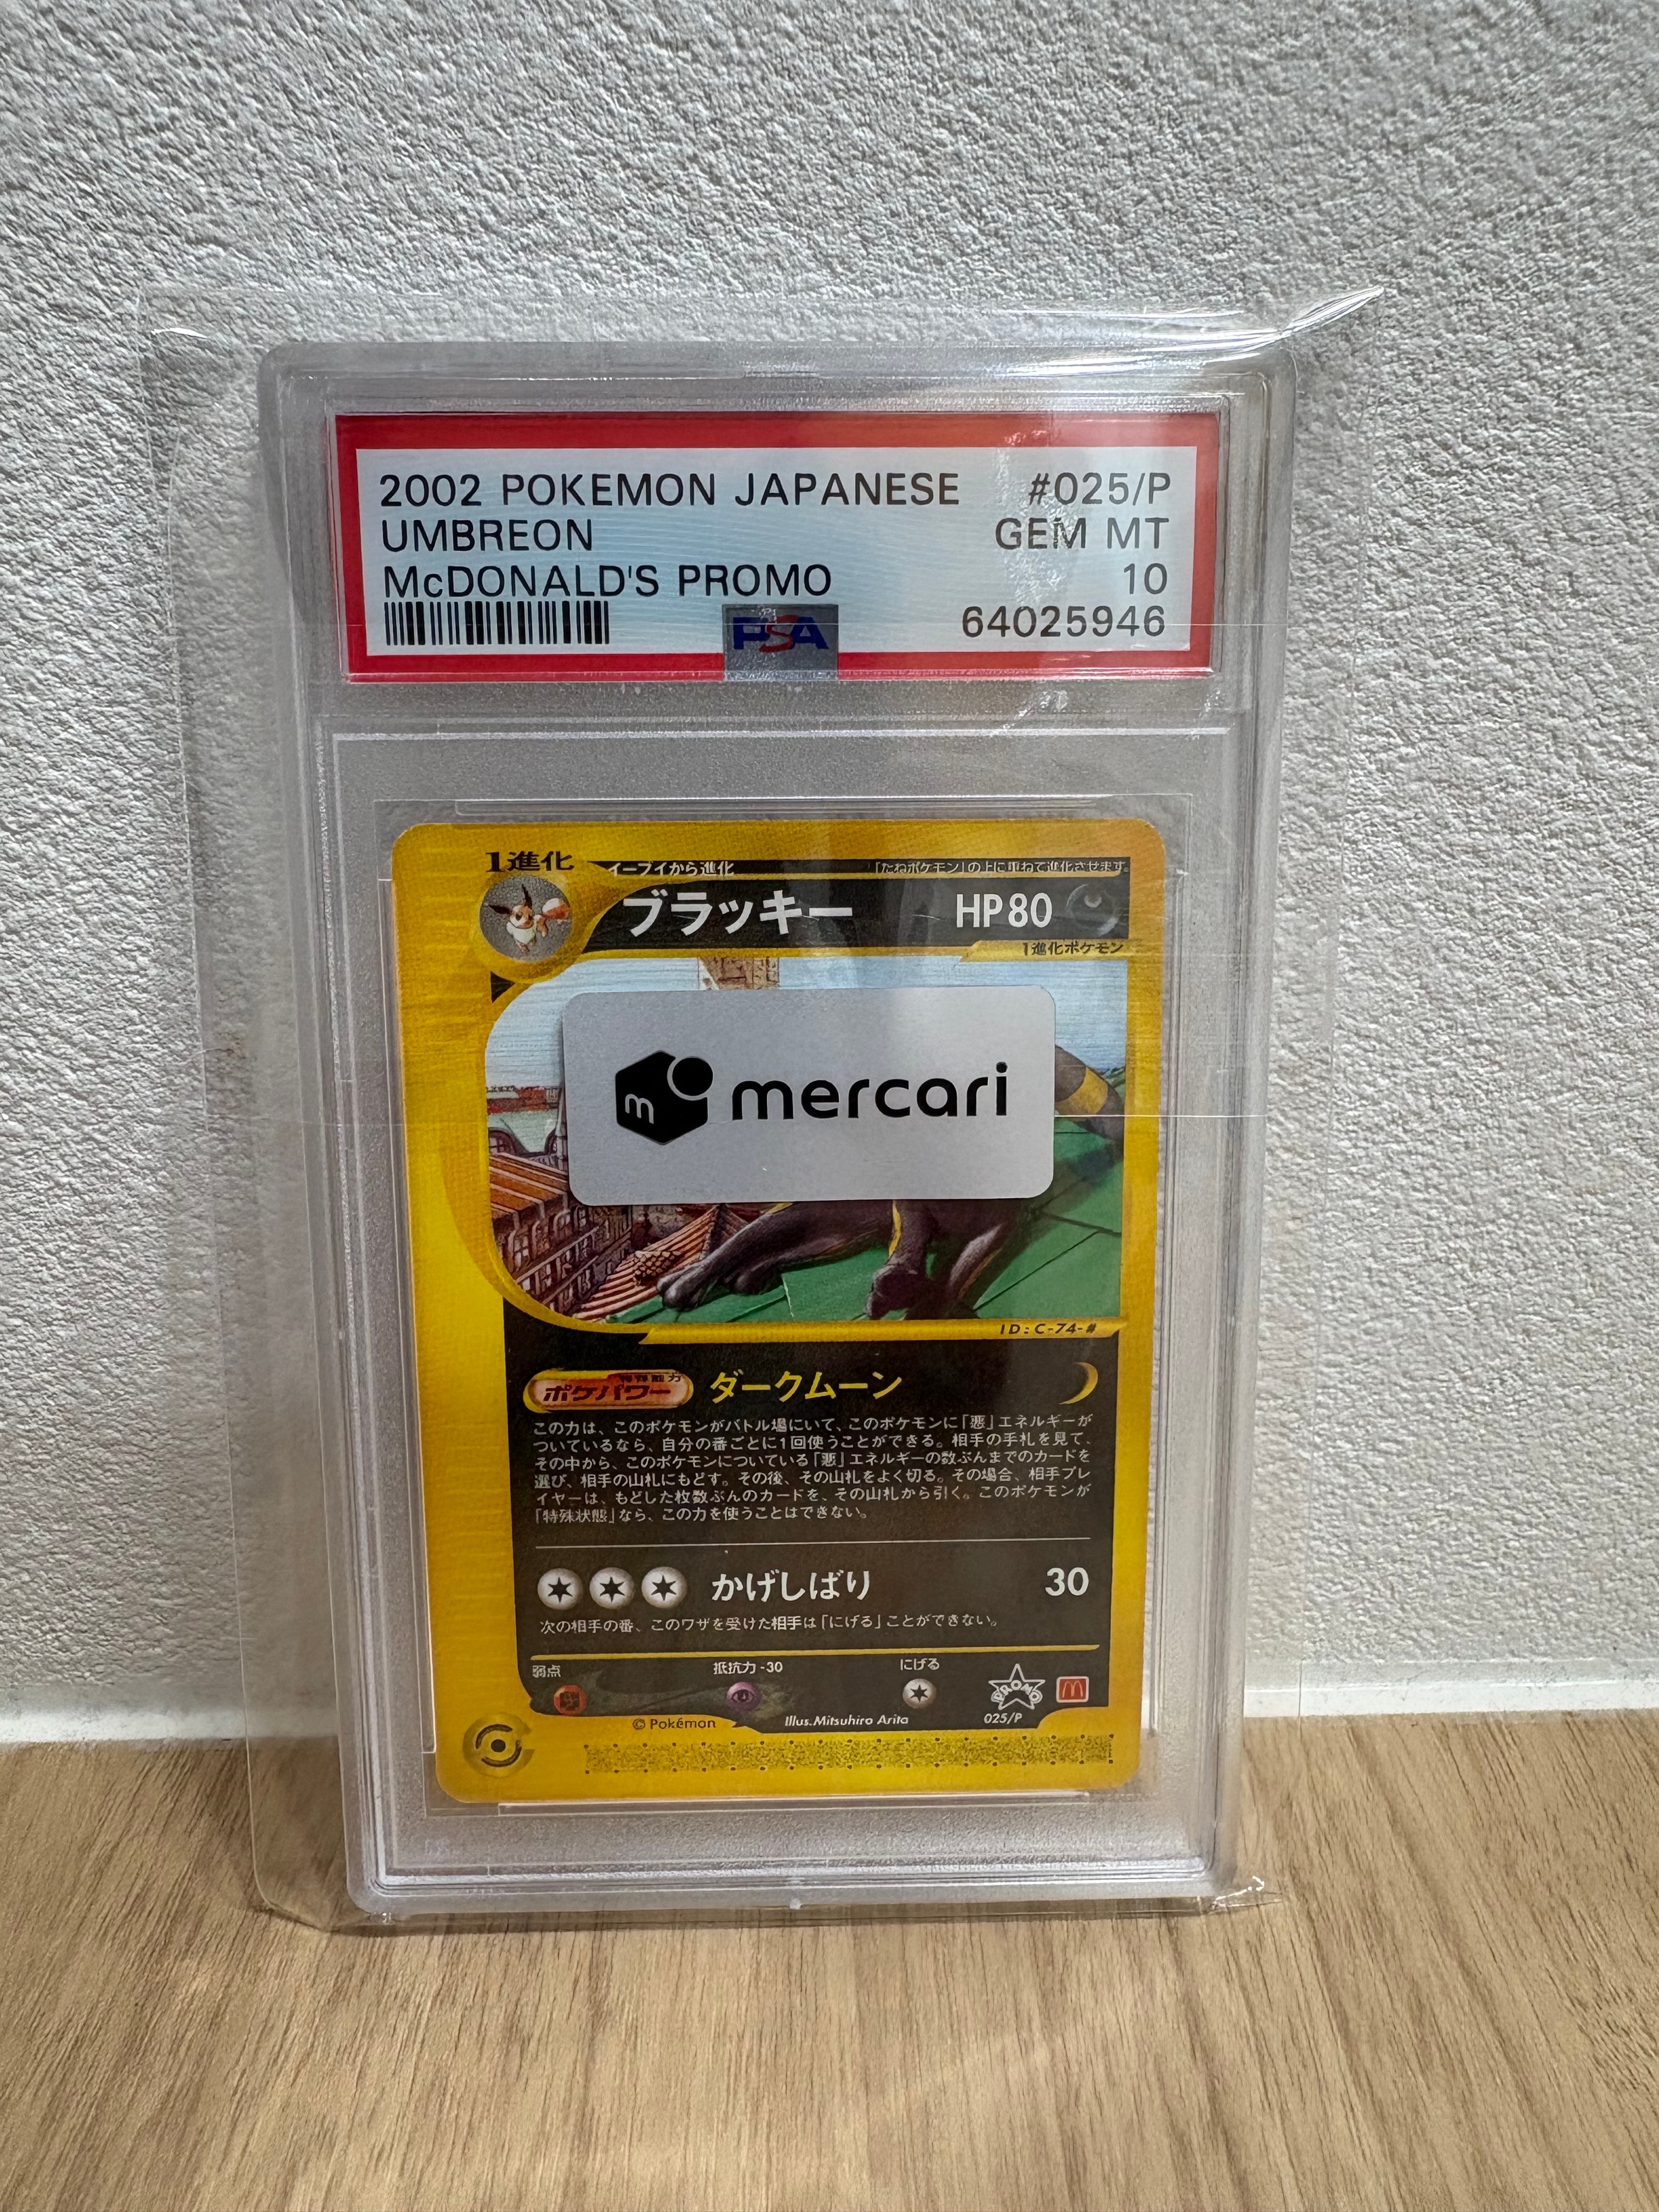 2002 POKEMON JAPANESE #025/P
UMBREON GEM MT
McDONALD'S PROMO 10
PSA 64025946
1進化
イーブイから進化 「たねポケモン」の上に重ねて進化させます
ブラッキー HP80
1進化ポケモン
m mercari
ID:C-74-#
特殊能力
ポケパワー ダークムーン
この力は、このポケモンがバトル場にいて、このポケモンに「悪」エネルギーが
ついているなら、自分の番ごとに1回使うことができる。相手の手札を見て、
その中から、このポケモンについている「悪」エネルギーの数ぶんまでのカードを
選び、相手の山札にもどす。その後、その山札をよく切る。その場合、相手プレ
イヤーは、もどした枚数ぶんのカードを、その山札から引く。このポケモンが
「特殊状態」なら、この力を使うことはできない。
かげしばり 30
次の相手の番、このワザを受けた相手は「にげる」ことができない。
弱点 抵抗力-30 にげる
PROMO
025/P
© Pokémon Illus.Mitsuhiro Arita